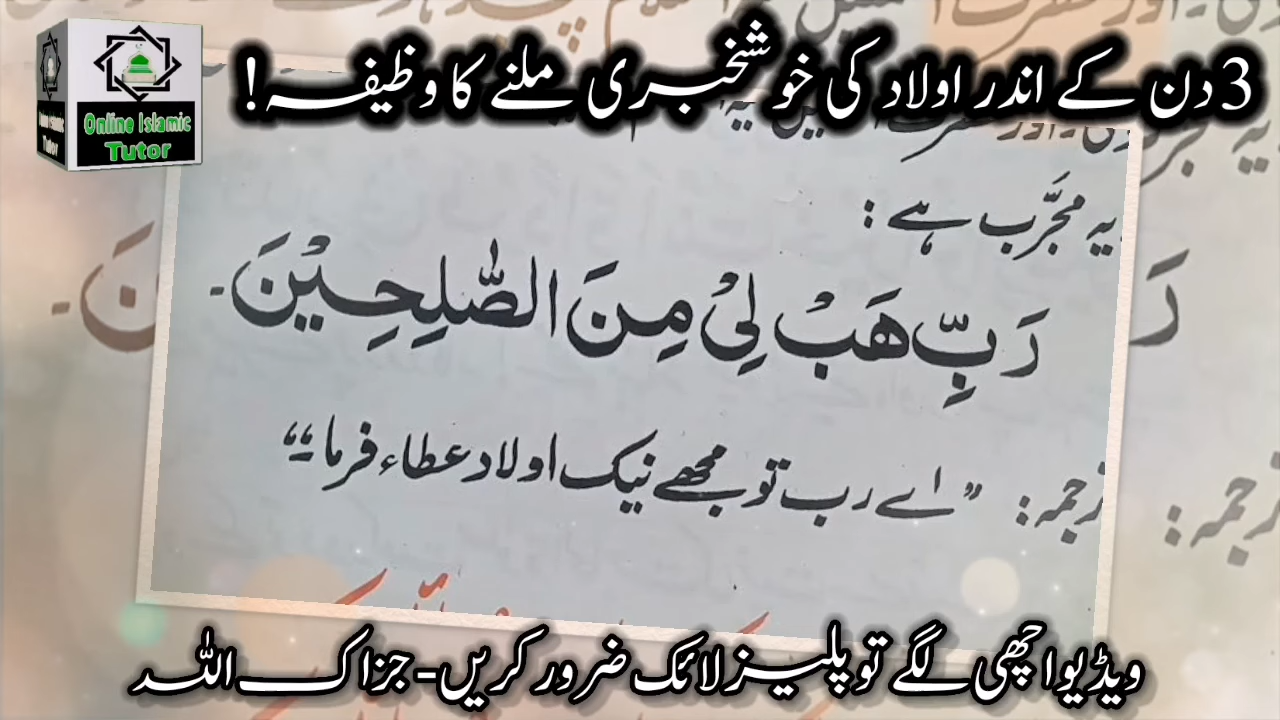 3 دن کے اندر اولاد کی خوشخبری ملنے کا وظیفہ!
Online Islamic
Tutor
یہ مجرَّب ہے :
رَبِّ هَبْ لِیْ مِنَ الصّٰلِحِیْنَ۔
ترجمہ: ”اے رب تو مجھے نیک اولاد عطاء فرما۔“
ویڈیو اچھی لگے تو پلیز لائک ضرور کریں۔ جزاک اللہ